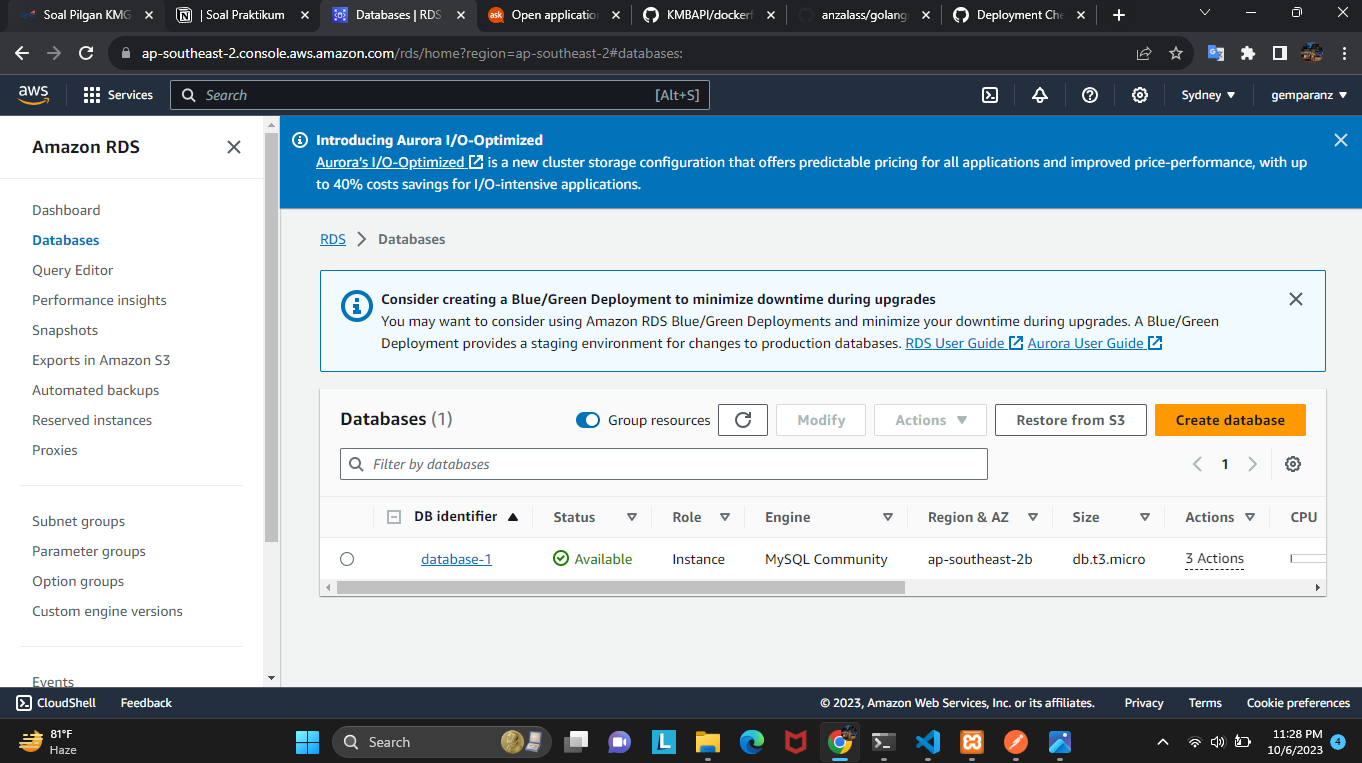 Soal Pilgan KMG
| Soal Praktikum
Databases | RDS
Open application
KMBAPI/dockerf
anzalass/golang
Deployment Che
ap-southeast-2.console.aws.amazon.com/rds/home?region=ap-southeast-2#databases:
aws
Services
Search
[Alt+S]
Sydney
gemparanz
Amazon RDS
Dashboard
Databases
Query Editor
Performance insights
Snapshots
Exports in Amazon S3
Automated backups
Reserved instances
Proxies
Subnet groups
Parameter groups
Option groups
Custom engine versions
Events
Introducing Aurora I/O-Optimized
Aurora's I/O-Optimized is a new cluster storage configuration that offers predictable pricing for all applications and improved price-performance, with up
to 40% costs savings for I/O-intensive applications.
RDS
Databases
Consider creating a Blue/Green Deployment to minimize downtime during upgrades
You may want to consider using Amazon RDS Blue/Green Deployments and minimize your downtime during upgrades. A Blue/Green
Deployment provides a staging environment for changes to production databases. RDS User Guide Aurora User Guide
Databases (1)
Group resources
Modify
Actions
Restore from S3
Create database
Filter by databases
1
DB identifier Status Role Engine Region & AZ Size Actions CPU
database-1 Available Instance MySQL Community ap-southeast-2b db.t3.micro 3 Actions
CloudShell
Feedback
© 2023, Amazon Web Services, Inc. or its affiliates.
Privacy
Terms
Cookie preferences
81°F
Haze
Search
11:28 PM
10/6/2023
4